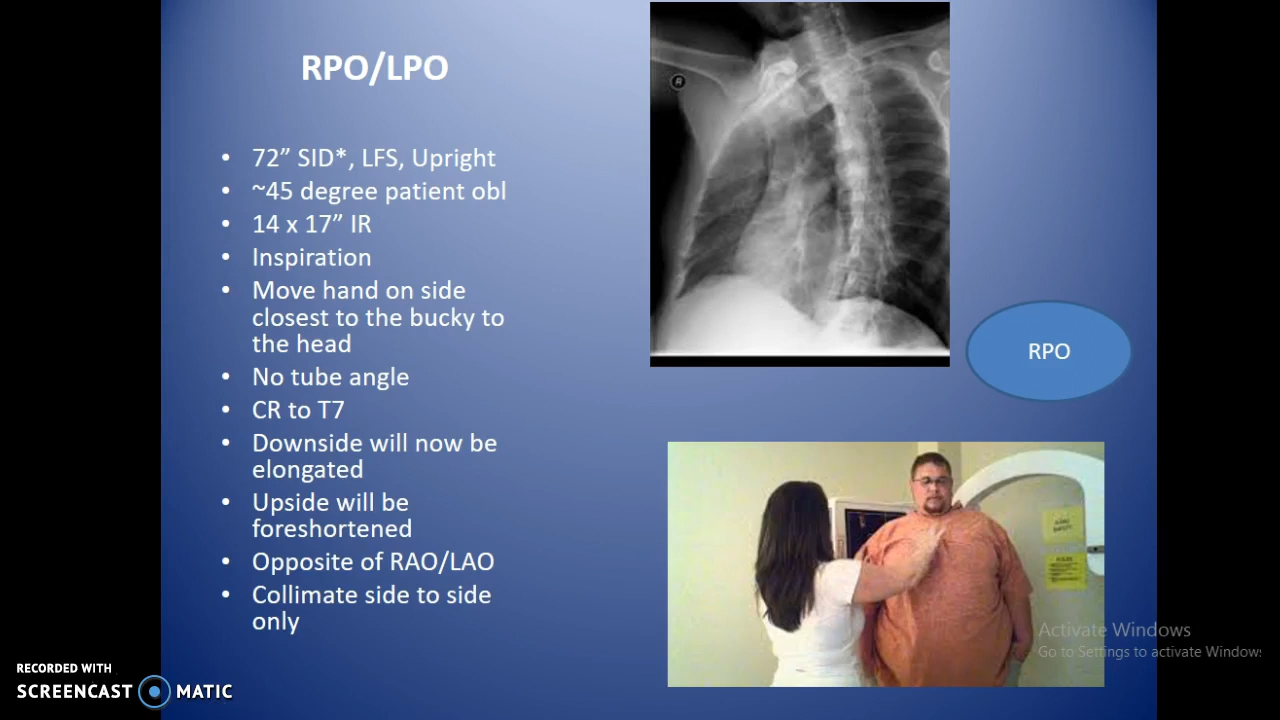 RPO/LPO
• 72” SID*, LFS, Upright
• ~45 degree patient obl
• 14 x 17” IR
• Inspiration
• Move hand on side
closest to the bucky to
the head
• No tube angle
• CR to T7
• Downside will now be
elongated
• Upside will be
foreshortened
• Opposite of RAO/LAO
• Collimate side to side
only
R
RPO
Activate Windows
Go to Settings to activate Windows
RECORDED WITH
SCREENCAST MATIC